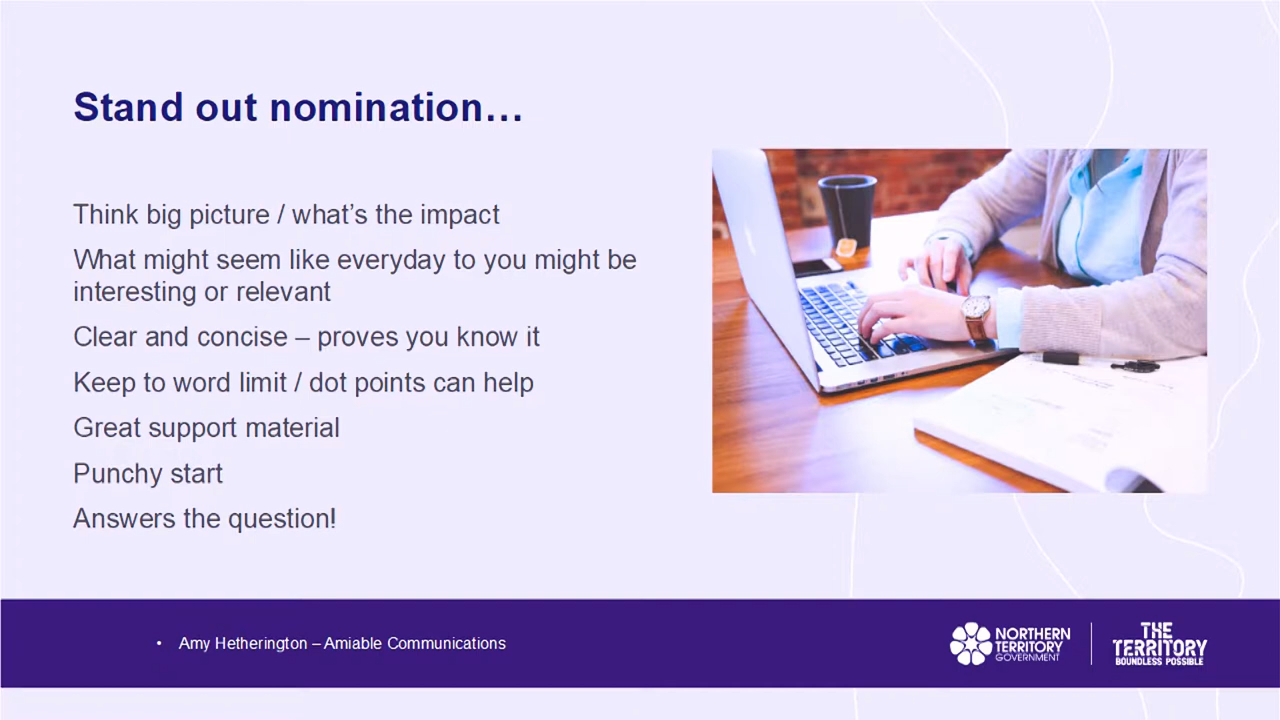 Stand out nomination…
Think big picture / what’s the impact
What might seem like everyday to you might be
interesting or relevant
Clear and concise – proves you know it
Keep to word limit / dot points can help
Great support material
Punchy start
Answers the question!
• Amy Hetherington – Amiable Communications
NORTHERN
TERRITORY
GOVERNMENT
THE
TERRITORY
BOUNDLESS POSSIBLE